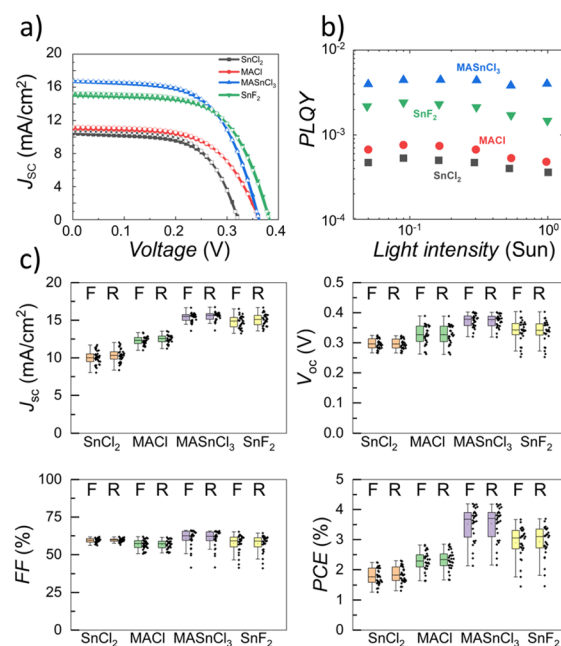 a)
20
16
12
8
4
0
J_SC (mA/cm²)
0.0 0.1 0.2 0.3 0.4
Voltage (V)
SnCl₂
MACl
MASnCl₃
SnF₂
b)
10⁻²
10⁻³
10⁻⁴
PLQY
MASnCl₃
SnF₂
MACl
SnCl₂
10⁻¹ 10⁰
Light intensity (Sun)
c)
F R F R F R F R
20
15
10
5
J_sc (mA/cm²)
SnCl₂ MACl MASnCl₃ SnF₂
F R F R F R F R
0.5
0.4
0.3
0.2
0.1
0.0
V_oc (V)
SnCl₂ MACl MASnCl₃ SnF₂
F R F R F R F R
100
75
50
25
0
FF (%)
SnCl₂ MACl MASnCl₃ SnF₂
F R F R F R F R
5
4
3
2
1
0
PCE (%)
SnCl₂ MACl MASnCl₃ SnF₂